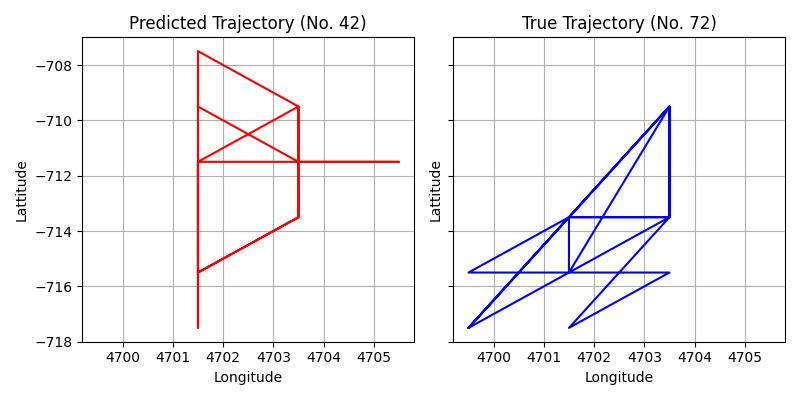 Predicted Trajectory (No. 42)
True Trajectory (No. 72)
−708
−710
−712
−714
−716
−718
Lattitude
Lattitude
4700 4701 4702 4703 4704 4705
4700 4701 4702 4703 4704 4705
Longitude
Longitude